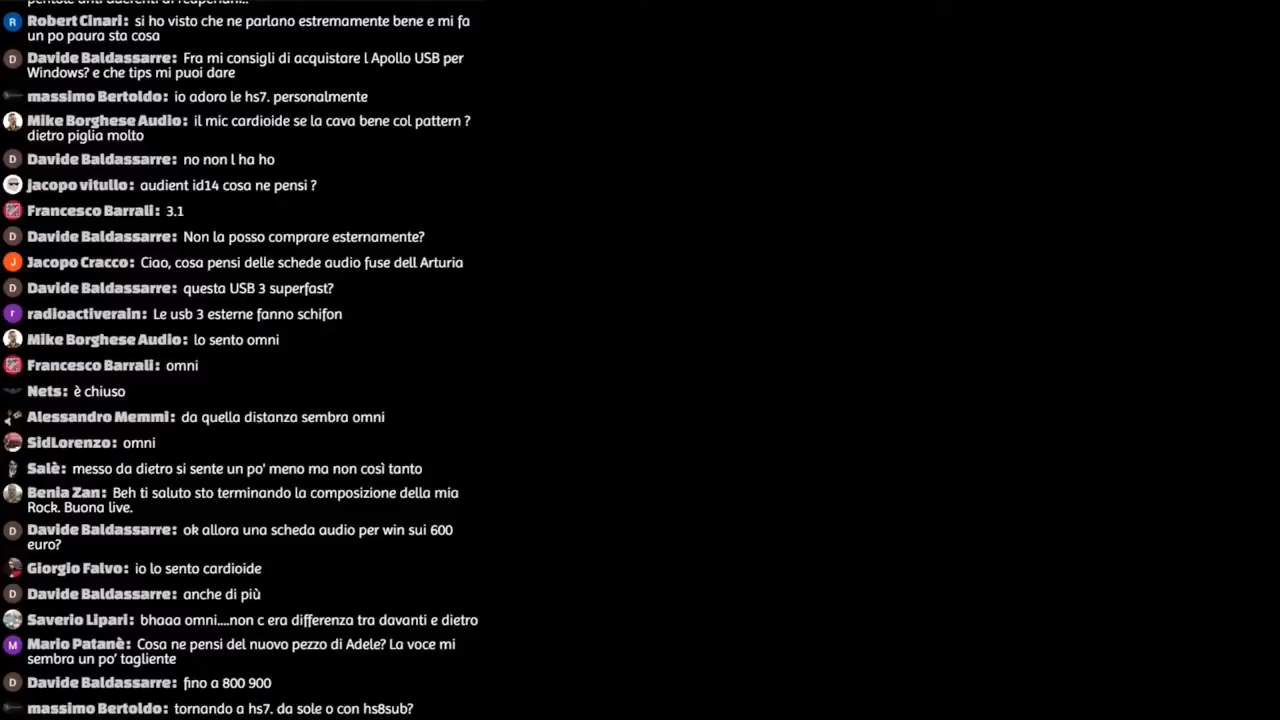 Robert Cinari: si ho visto che ne parlano estremamente bene e mi fa
un po paura sta cosa
Davide Baldassarre: Fra mi consigli di acquistare l Apollo USB per
Windows? e che tips mi puoi dare
massimo Bertoldo: io adoro le hs7. personalmente
Mike Borghese Audio: il mic cardioide se la cava bene col pattern ?
dietro piglia molto
Davide Baldassarre: no non l ha ho
jacopo vitullo: audient id14 cosa ne pensi ?
Francesco Barrali: 3.1
Davide Baldassarre: Non la posso comprare esternamente?
Jacopo Cracco: Ciao, cosa pensi delle schede audio fuse dell Arturia
Davide Baldassarre: questa USB 3 superfast?
radioactiverain: Le usb 3 esterne fanno schifon
Mike Borghese Audio: lo sento omni
Francesco Barrali: omni
Nets: è chiuso
Alessandro Memmi: da quella distanza sembra omni
SidLorenzo: omni
Salè: messo da dietro si sente un po' meno ma non così tanto
Benia Zan: Beh ti saluto sto terminando la composizione della mia
Rock. Buona live.
Davide Baldassarre: ok allora una scheda audio per win sui 600
euro?
Giorgio Falvo: io lo sento cardioide
Davide Baldassarre: anche di più
Saverio Lipari: bhaaa omni....non c era differenza tra davanti e dietro
Mario Patanè: Cosa ne pensi del nuovo pezzo di Adele? La voce mi
sembra un po' tagliente
Davide Baldassarre: fino a 800 900
massimo Bertoldo: tornando a hs7. da sole o con hs8sub?